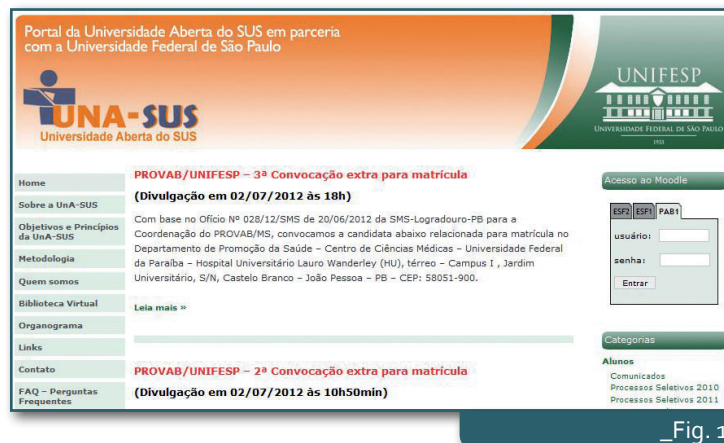 Portal da Universidade Aberta do SUS em parceria
com a Universidade Federal de São Paulo
UNA-SUS
Universidade Aberta do SUS
UNIFESP
UNIVERSIDADE FEDERAL DE SÃO PAULO
1933
Home
Sobre a UnA-SUS
Objetivos e Princípios
da UnA-SUS
Metodologia
Quem somos
Biblioteca Virtual
Organograma
Links
Contato
FAQ – Perguntas
Frequentes
PROVAB/UNIFESP – 3ª Convocação extra para matrícula
(Divulgação em 02/07/2012 às 18h)
Com base no Ofício Nº 028/12/SMS de 20/06/2012 da SMS-Logradouro-PB para a
Coordenação do PROVAB/MS, convocamos a candidata abaixo relacionada para matrícula no
Departamento de Promoção da Saúde – Centro de Ciências Médicas – Universidade Federal
da Paraíba – Hospital Universitário Lauro Wanderley (HU), térreo – Campus I , Jardim
Universitário, S/N, Castelo Branco – João Pessoa – PB – CEP: 58051-900.
Leia mais »
PROVAB/UNIFESP – 2ª Convocação extra para matrícula
(Divulgação em 02/07/2012 às 10h50min)
Acesso ao Moodle
ESF2 ESF1 PAB1
usuário:
senha:
Entrar
Categorias
Alunos
Comunicados
Processos Seletivos 2010
Processos Seletivos 2011
_Fig. 1